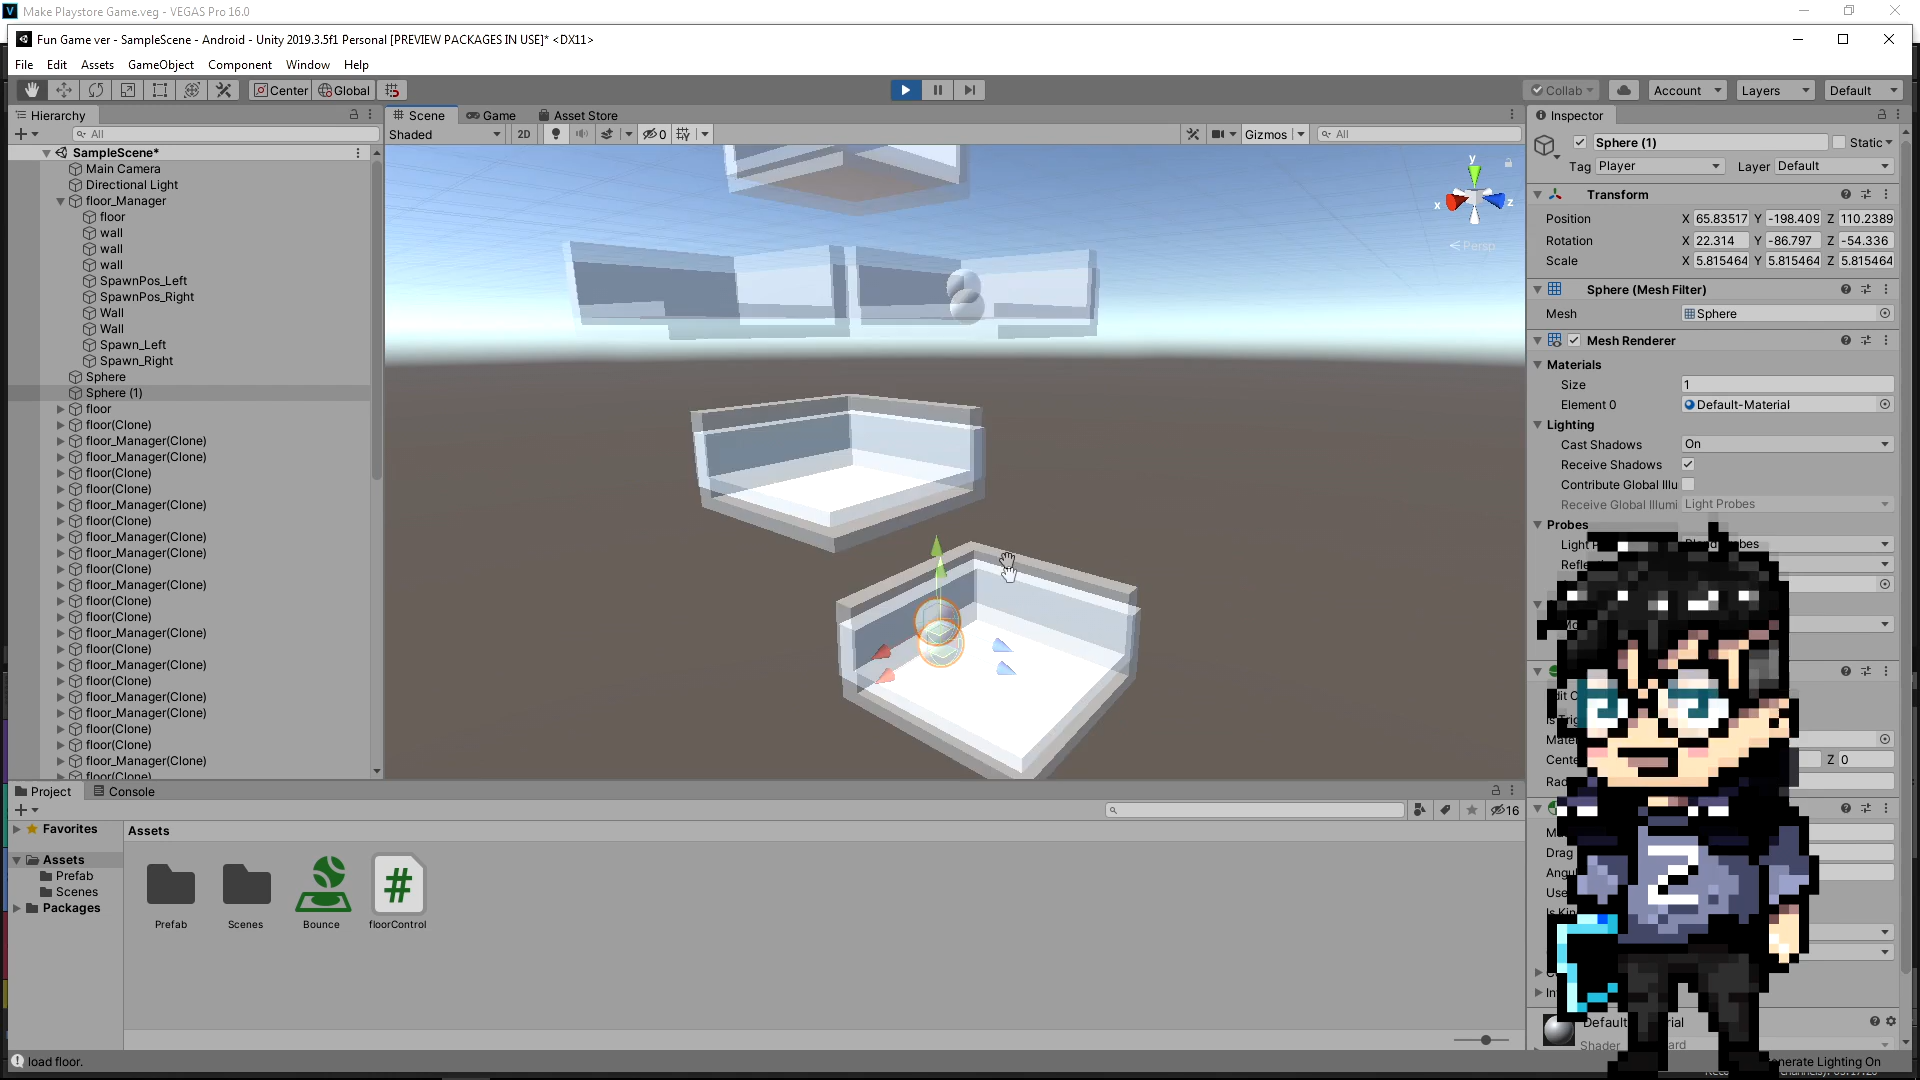 Make Playstore Game.veg - VEGAS Pro 16.0
Fun Game ver - SampleScene - Android - Unity 2019.3.5f1 Personal [PREVIEW PACKAGES IN USE]* <DX11>
File Edit Assets GameObject Component Window Help
Center Global Collab Account Layers Default
Hierarchy
All
SampleScene*
Main Camera
Directional Light
floor_Manager
floor
wall
wall
wall
SpawnPos_Left
SpawnPos_Right
Wall
Wall
Spawn_Left
Spawn_Right
Sphere
Sphere (1)
floor
floor(Clone)
floor_Manager(Clone)
floor_Manager(Clone)
floor(Clone)
floor(Clone)
floor_Manager(Clone)
floor(Clone)
floor_Manager(Clone)
floor_Manager(Clone)
floor(Clone)
floor_Manager(Clone)
floor(Clone)
floor(Clone)
floor_Manager(Clone)
floor(Clone)
floor_Manager(Clone)
floor(Clone)
floor_Manager(Clone)
floor_Manager(Clone)
floor(Clone)
floor(Clone)
floor_Manager(Clone)
floor(Clone)
Scene Game Asset Store
Shaded 2D 0 Gizmos All
y
x z
Persp
Inspector
Sphere (1) Static
Tag Player Layer Default
Transform
Position X 65.83517 Y -198.409 Z 110.2389
Rotation X 22.314 Y -86.797 Z -54.336
Scale X 5.815464 Y 5.815464 Z 5.815464
Sphere (Mesh Filter)
Mesh Sphere
Mesh Renderer
Materials
Size 1
Element 0 Default-Material
Lighting
Cast Shadows On
Receive Shadows
Contribute Global Illu
Receive Global Illumi Light Probes
Probes
Z 0
Drag
Z
Project Console
16
Favorites
Assets
Prefab
Scenes
Packages
Assets
Prefab Scenes Bounce floorControl
load floor.